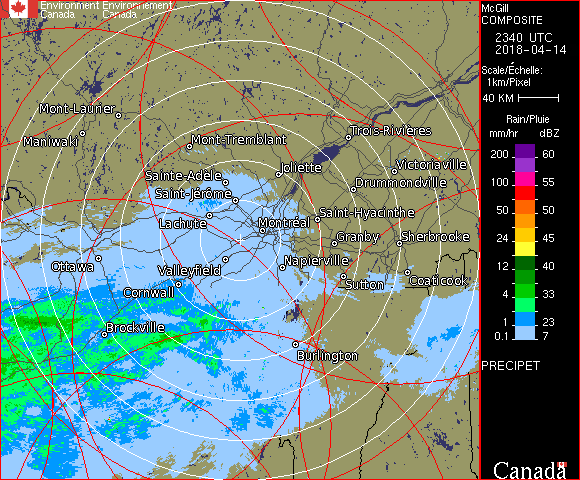 Environment Environnement
Canada Canada
McGill
COMPOSITE
2340 UTC
2018-04-14
Scale/Échelle:
1km/Pixel
40 KM
Rain/Pluie
mm/hr dBZ
200 60
100 55
50 50
24 45
12 40
4 33
1 23
0.1 7
PRECIPET
Canada
Mont-Laurier
Maniwaki
Mont-Tremblant
Trois-Rivières
Joliette
Victoriaville
Sainte-Adèle
Drummondville
Saint-Jérôme
Lachute
Saint-Hyacinthe
Montréal
Granby
Sherbrooke
Ottawa
Valleyfield
Napierville
Sutton
Coaticook
Cornwall
Brockville
Burlington